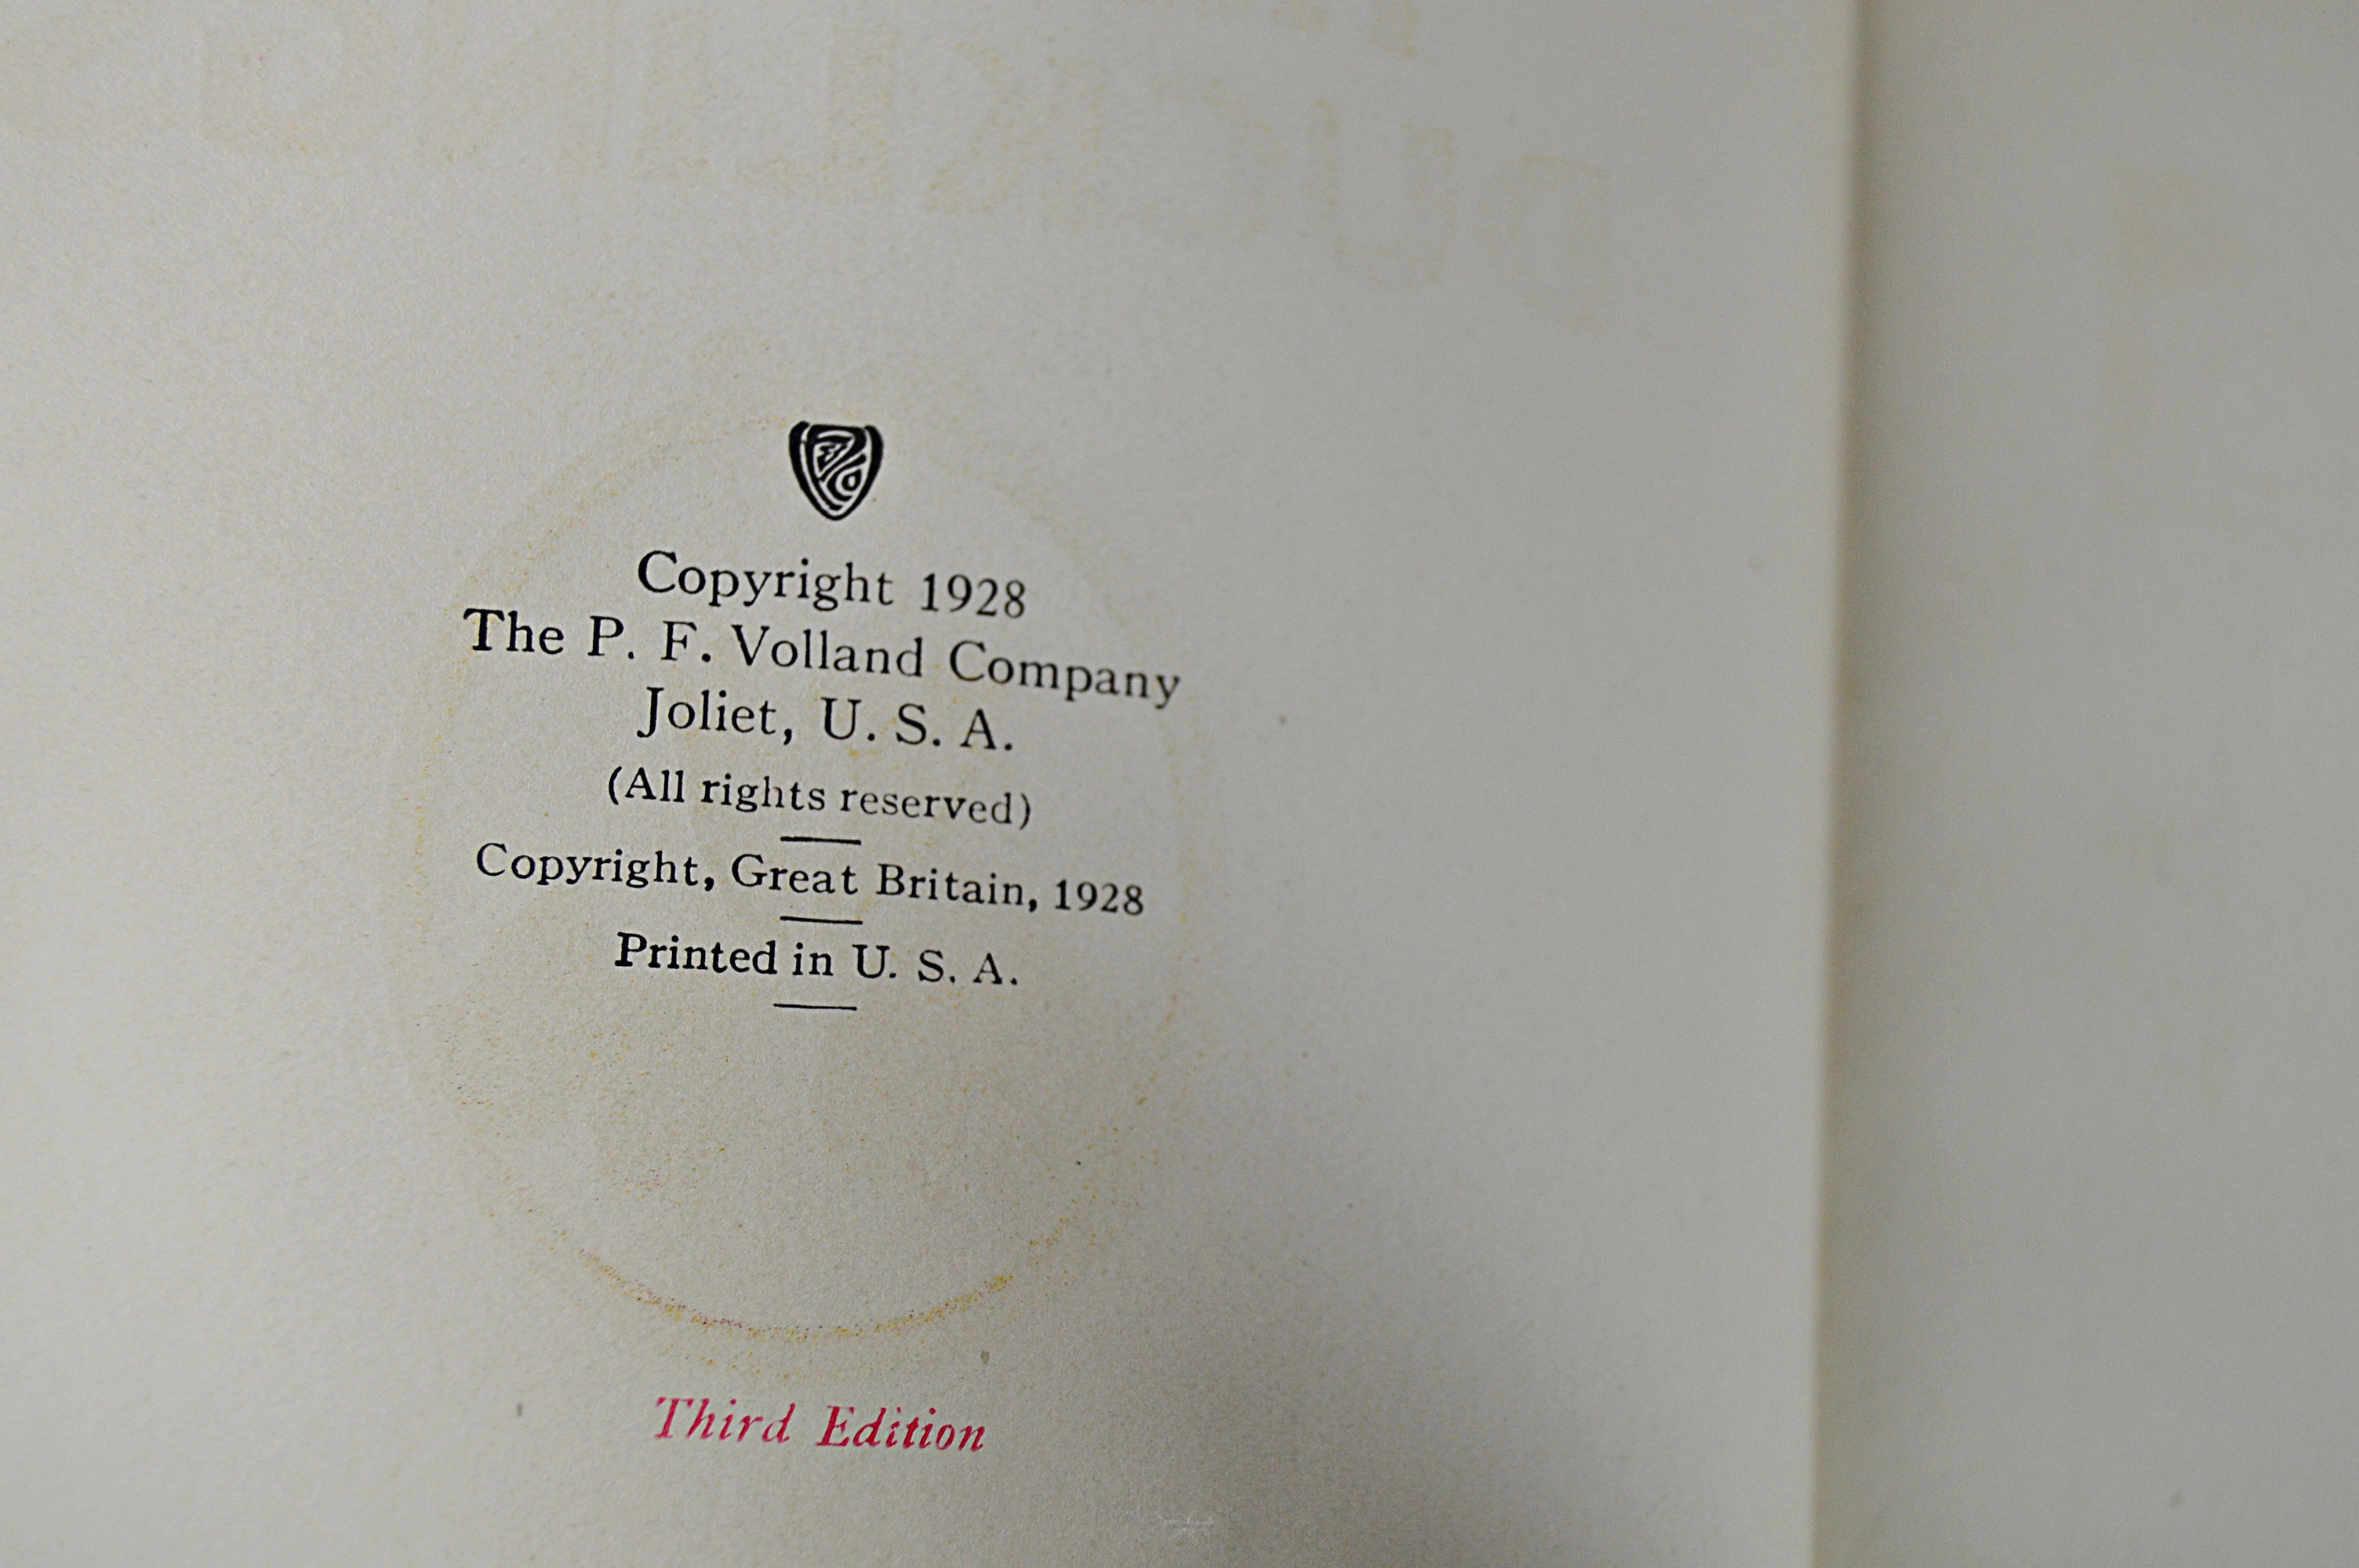 Copyright 1928
The P. F. Volland Company
Joliet, U. S. A.
(All rights reserved)
Copyright, Great Britain, 1928
Printed in U. S. A.
Third Edition